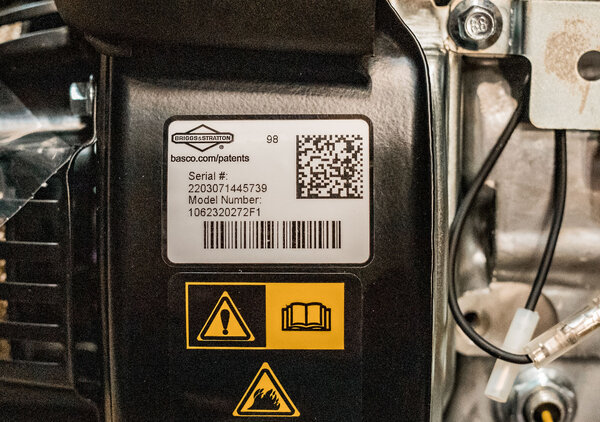 BRIGGS&STRATTON
98
basco.com/patents
Serial #:
2203071445739
Model Number:
1062320272F1